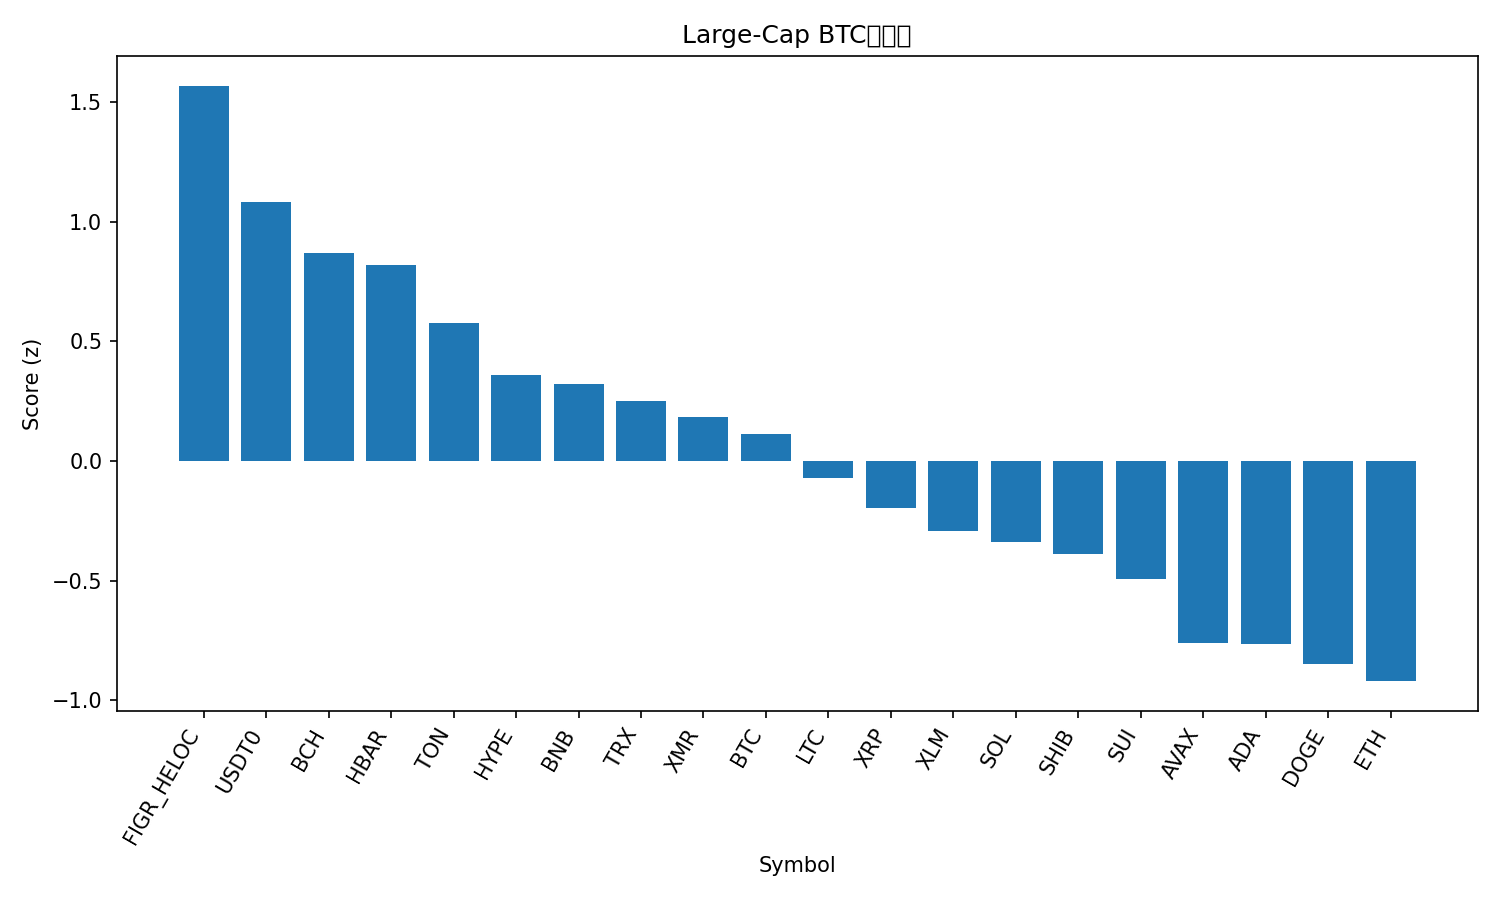 Large-Cap BTC
Score (z)
1.5
1.0
0.5
0.0
−0.5
−1.0
FIGR_HELOC
USDT0
BCH
HBAR
TON
HYPE
BNB
TRX
XMR
BTC
LTC
XRP
XLM
SOL
SHIB
SUI
AVAX
ADA
DOGE
ETH
Symbol